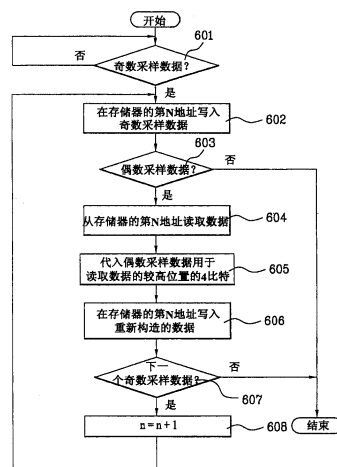 开始
601
否
奇数采样数据?
是
在存储器的第N地址写入
奇数采样数据
602
603
偶数采样数据?
否
是
从存储器的第N地址读取数据
604
代入偶数采样数据用于
读取数据的较高位置的4比特
605
在存储器的第N地址写入
重新构造的数据
606
下一
个奇数采样数据?
否
607
是
n=n+1
608
结束